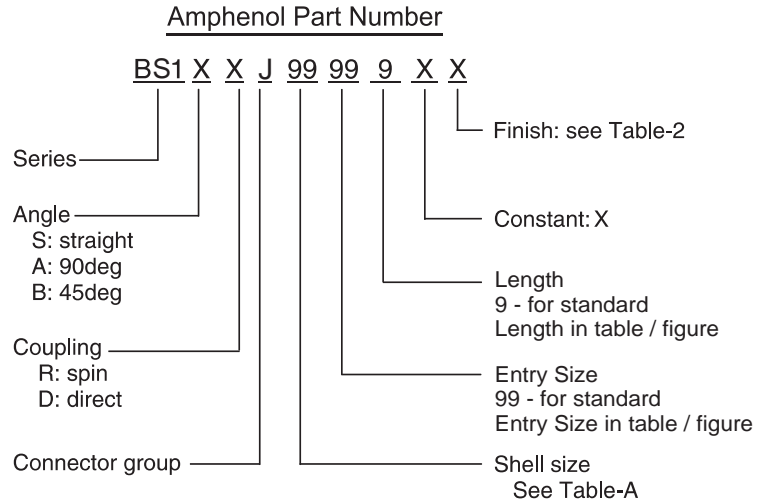 Amphenol Part Number
BS1 X X J 99 99 9 X X
Finish: see Table-2
Series
Angle
S: straight
A: 90deg
B: 45deg
Constant: X
Length
9 - for standard
Length in table / figure
Coupling
R: spin
D: direct
Entry Size
99 - for standard
Entry Size in table / figure
Connector group
Shell size
See Table-A